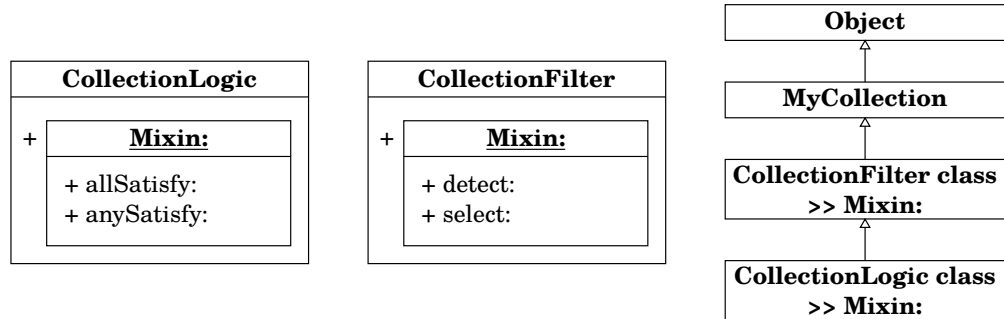 CollectionLogic
+
Mixin:
+ allSatisfy:
+ anySatisfy:
CollectionFilter
+
Mixin:
+ detect:
+ select:
Object
MyCollection
CollectionFilter class
>> Mixin:
CollectionLogic class
>> Mixin: